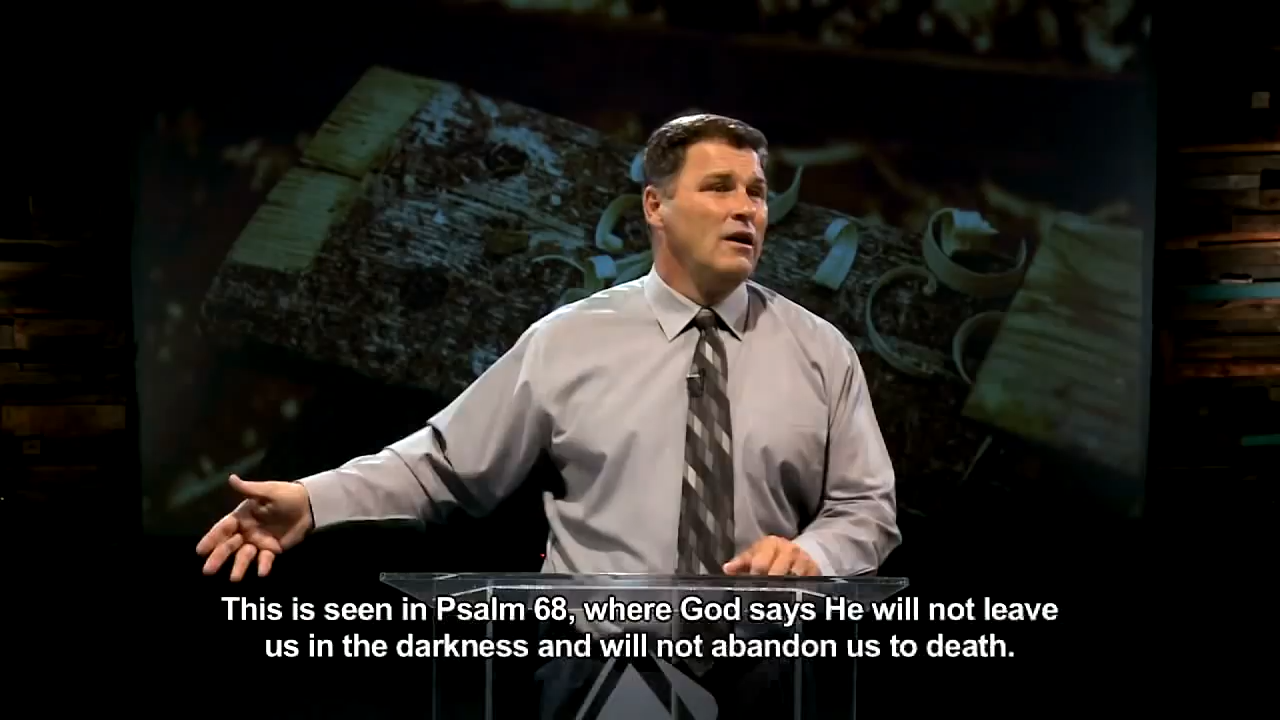 This is seen in Psalm 68, where God says He will not leave
us in the darkness and will not abandon us to death.